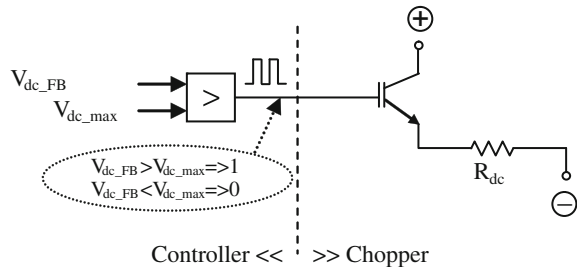 ⊕
V_dc_FB
V_dc_max
>
V_dc_FB>V_dc_max=>1
V_dc_FB<V_dc_max=>0
R_dc
⊖
Controller << >> Chopper